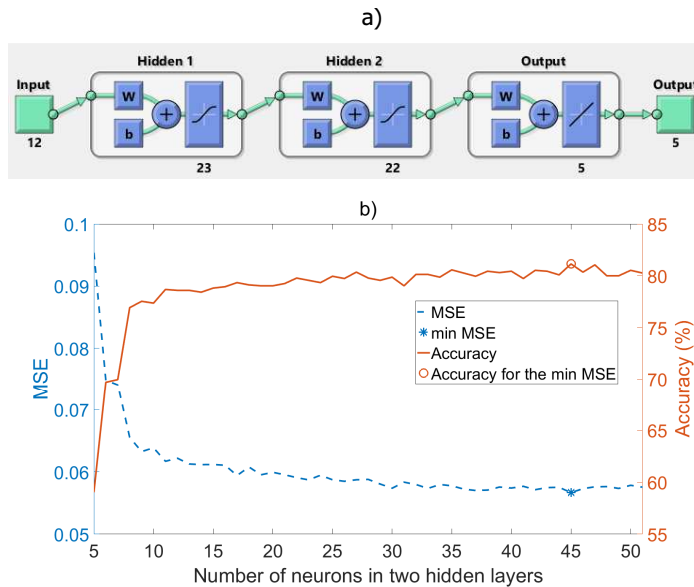 a)
Hidden 1
Hidden 2
Output
Input
Output
W
b
+
W
b
+
W
b
+
12
23
22
5
5
b)
0.1
0.09
0.08
0.07
0.06
0.05
MSE
85
80
75
70
65
60
55
Accuracy (%)
MSE
min MSE
Accuracy
Accuracy for the min MSE
5
10
15
20
25
30
35
40
45
50
Number of neurons in two hidden layers